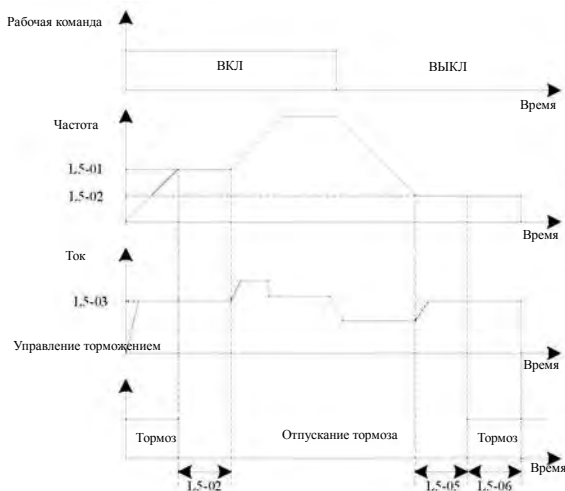 Рабочая команда
ВКЛ
ВЫКЛ
Время
Частота
L5-01
L5-02
Время
Ток
L5-03
Управление торможением
Время
Тормоз
Отпускание тормоза
Тормоз
Время
L5-02
L5-05
L5-06